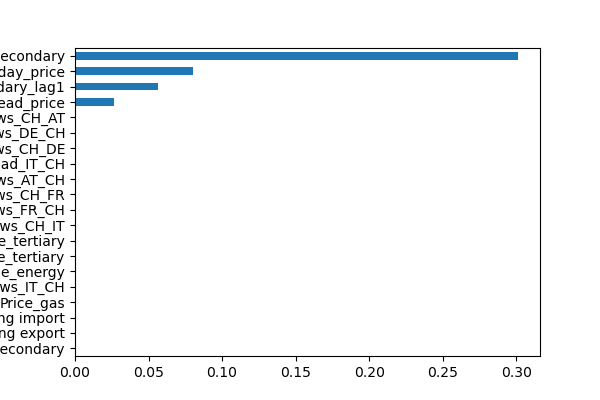 econdary
day_price
dary_lag1
ead_price
ws_CH_AT
ws_DE_CH
ws_CH_DE
ad_IT_CH
ws_AT_CH
ws_CH_FR
ws_FR_CH
ws_CH_IT
e_tertiary
e_tertiary
e_energy
ws_IT_CH
Price_gas
ng import
ng export
econdary
0.00 0.05 0.10 0.15 0.20 0.25 0.30